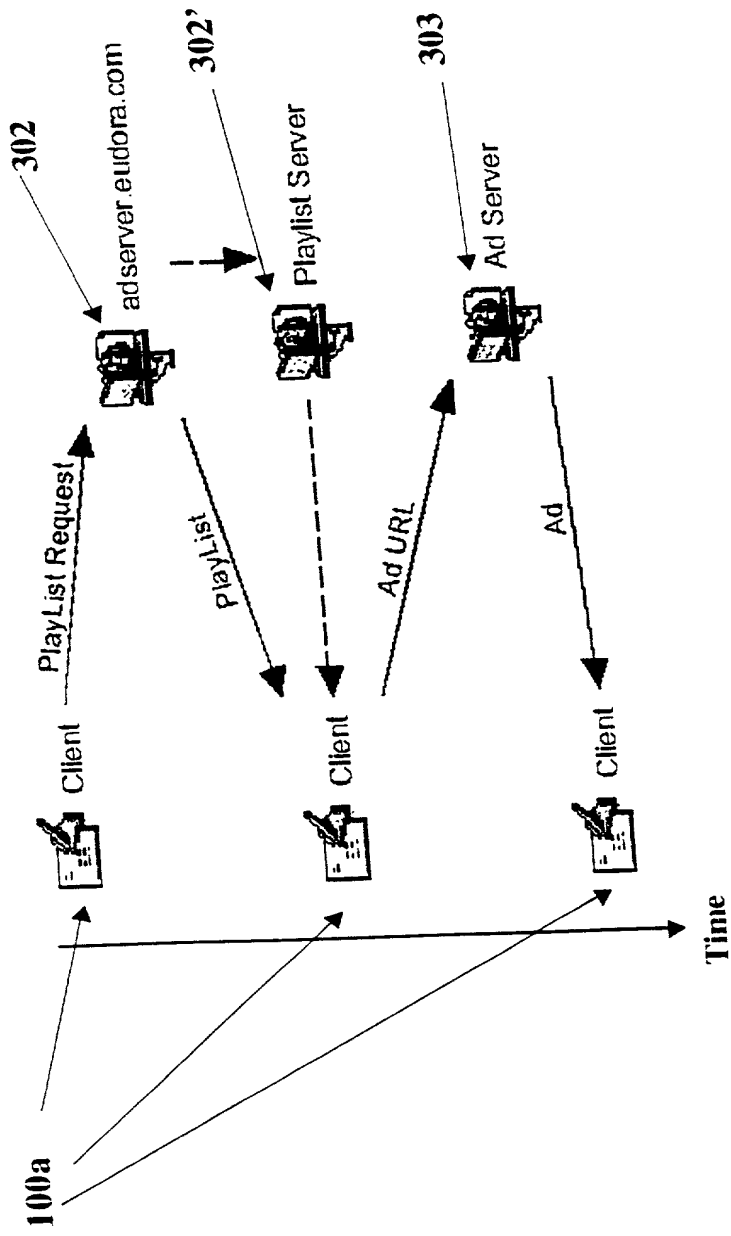 302
adserver.eudora.com
302’
Playlist Server
303
Ad Server
PlayList Request
PlayList
Ad URL
Ad
Client
Client
Client
Time
100a